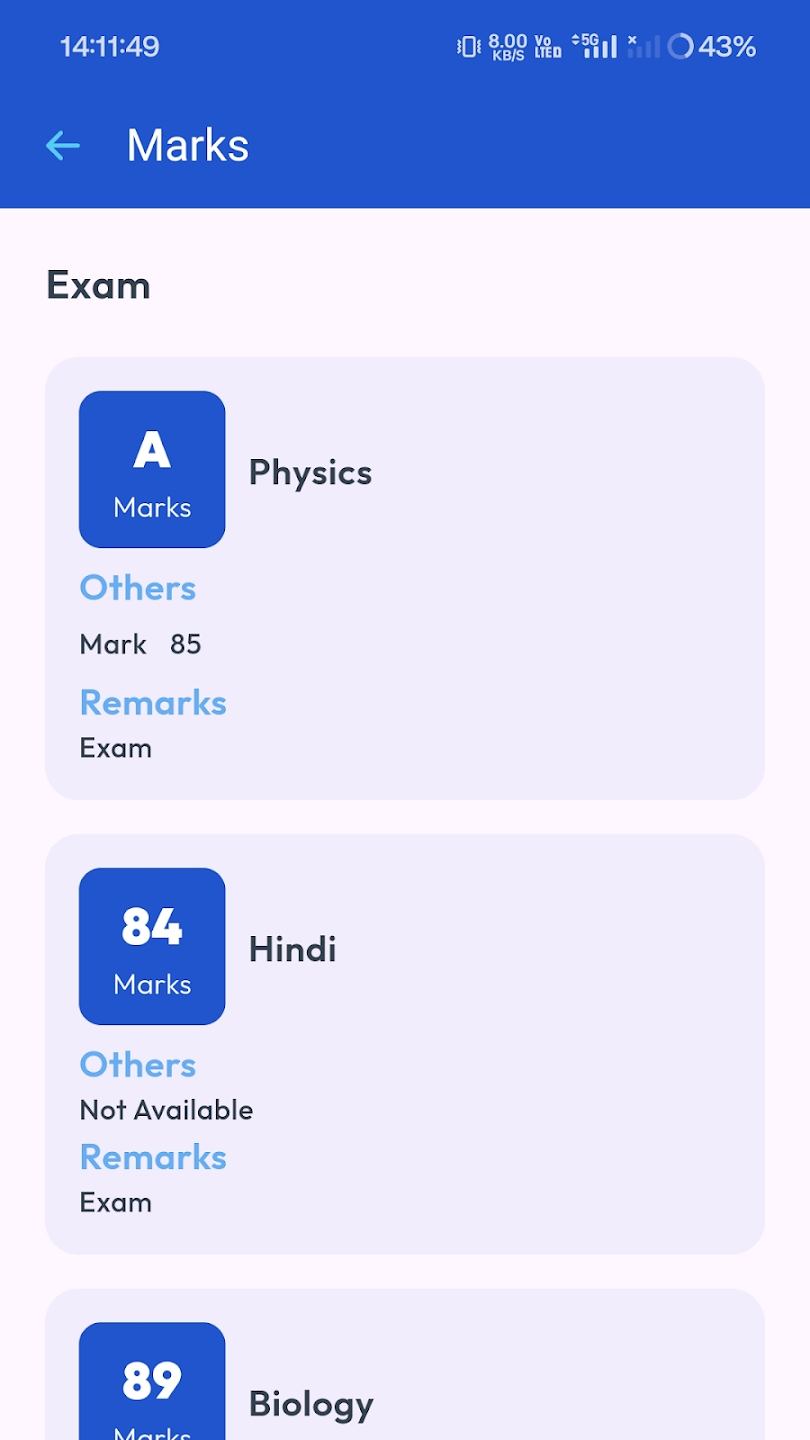 14:11:49 8.00 KB/S Vo LTED 5G 43%
Marks
Exam
A
Marks
Physics
Others
Mark 85
Remarks
Exam
84
Marks
Hindi
Others
Not Available
Remarks
Exam
89
Marks
Biology